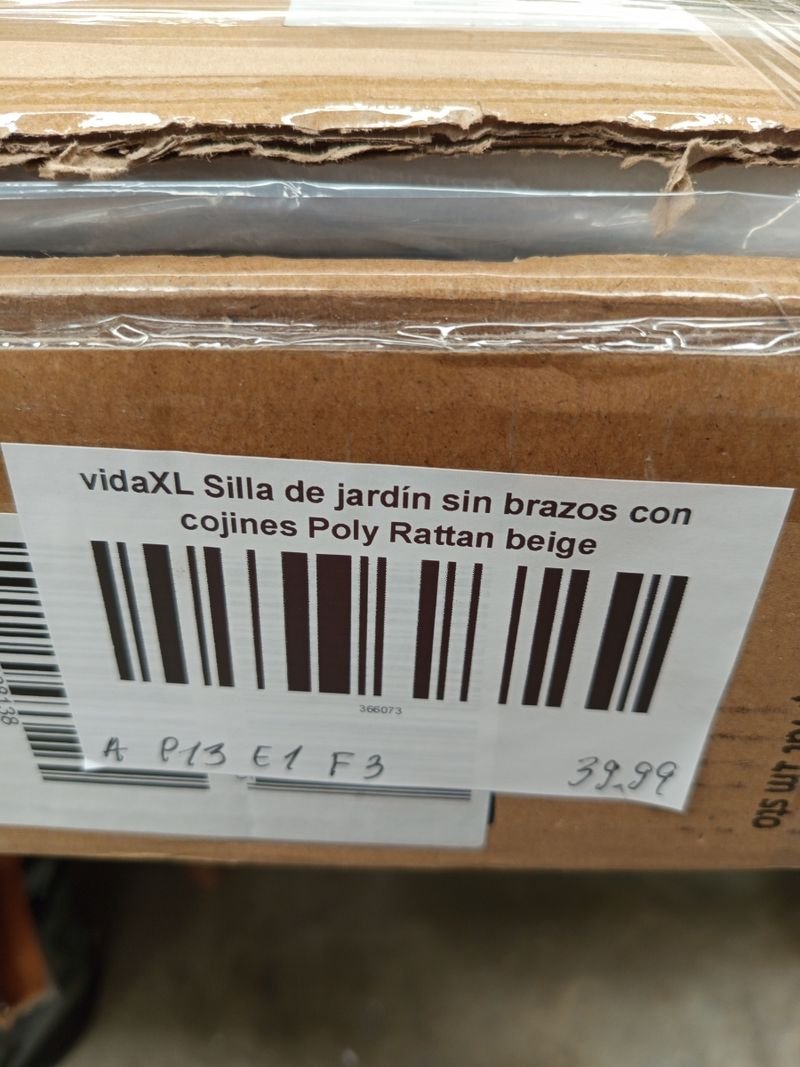 vidaXL Silla de jardín sin brazos con
cojines Poly Rattan beige
366073
A P13 E1 F3
39.99